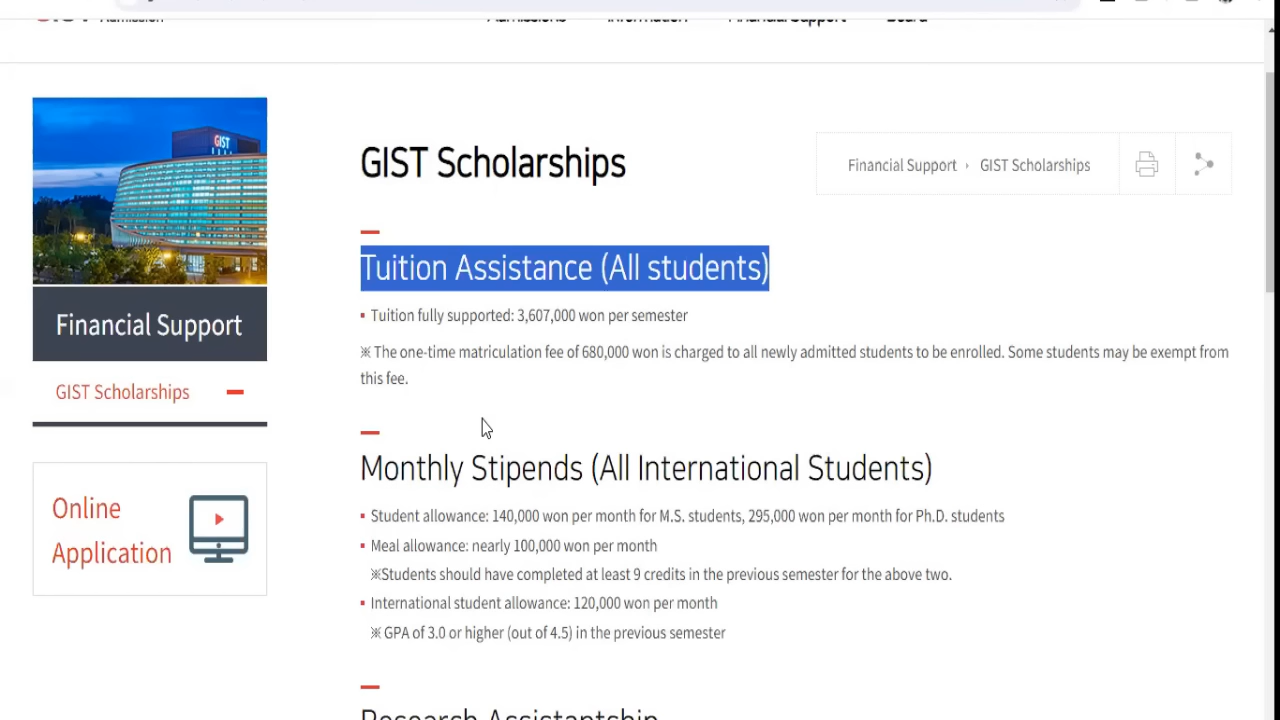 Financial Support
GIST
GIST Scholarships
Financial Support › GIST Scholarships
Tuition Assistance (All students)
Tuition fully supported: 3,607,000 won per semester
※ The one-time matriculation fee of 680,000 won is charged to all newly admitted students to be enrolled. Some students may be exempt from
this fee.
Financial Support
GIST Scholarships
Online
Application
Monthly Stipends (All International Students)
Student allowance: 140,000 won per month for M.S. students, 295,000 won per month for Ph.D. students
Meal allowance: nearly 100,000 won per month
※Students should have completed at least 9 credits in the previous semester for the above two.
International student allowance: 120,000 won per month
※ GPA of 3.0 or higher (out of 4.5) in the previous semester
Research Assistantship